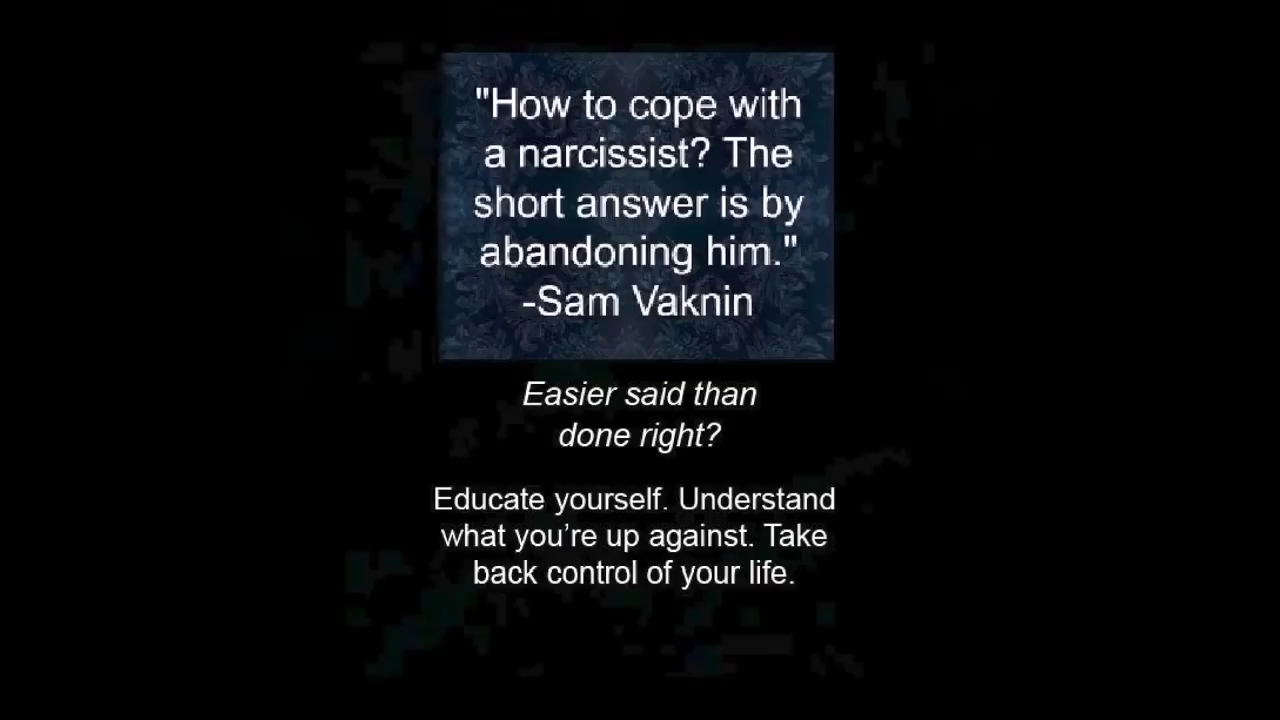 "How to cope with
a narcissist? The
short answer is by
abandoning him."
-Sam Vaknin
Easier said than
done right?
Educate yourself. Understand
what you’re up against. Take
back control of your life.